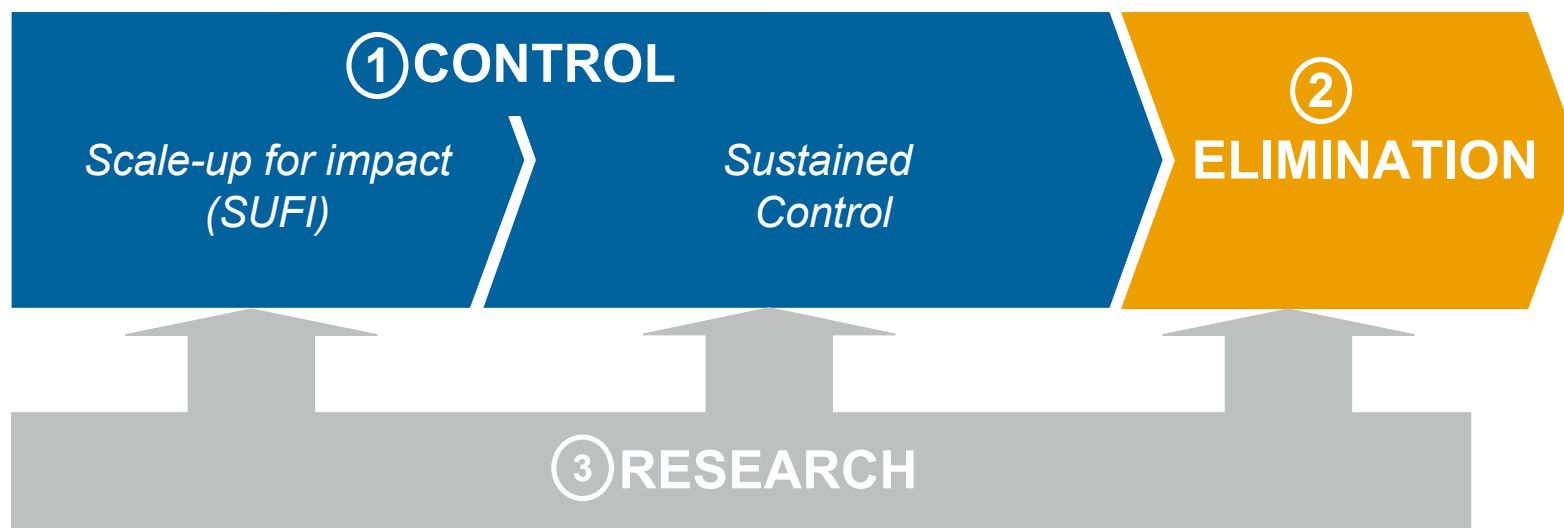 1 CONTROL
Scale-up for impact
(SUFI)
Sustained
Control
2
ELIMINATION
3 RESEARCH